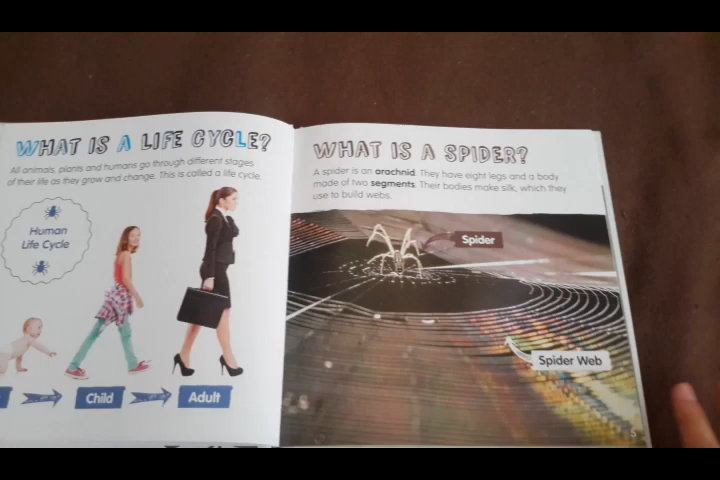 WHAT IS A LIFE CYCLE?
All animals, plants and humans go through different stages
of their life as they grow and change. This is called a life cycle.
Human
Life Cycle
Child
Adult
WHAT IS A SPIDER?
A spider is an arachnid. They have eight legs and a body
made of two segments. Their bodies make silk, which they
use to build webs.
Spider
Spider Web
5